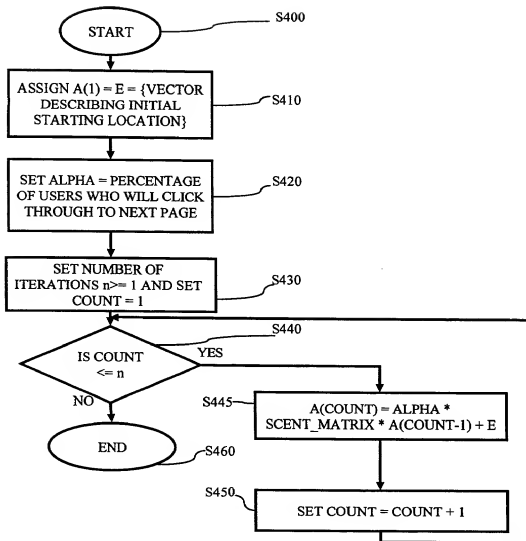 START
S400
ASSIGN A(1) = E = {VECTOR
DESCRIBING INITIAL
STARTING LOCATION}
S410
SET ALPHA = PERCENTAGE
OF USERS WHO WILL CLICK
THROUGH TO NEXT PAGE
S420
SET NUMBER OF
ITERATIONS n>= 1 AND SET
COUNT = 1
S430
S440
IS COUNT
<= n
YES
NO
S445
A(COUNT) = ALPHA *
SCENT_MATRIX * A(COUNT-1) + E
END
S460
S450
SET COUNT = COUNT + 1